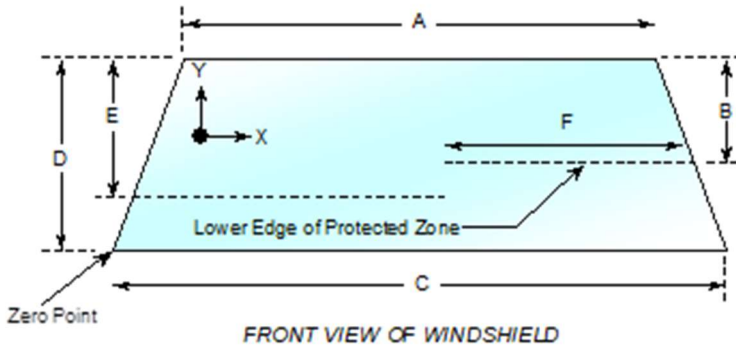 A
Y
E
B
F
X
D
Lower Edge of Protected Zone
C
Zero Point
FRONT VIEW OF WINDSHIELD